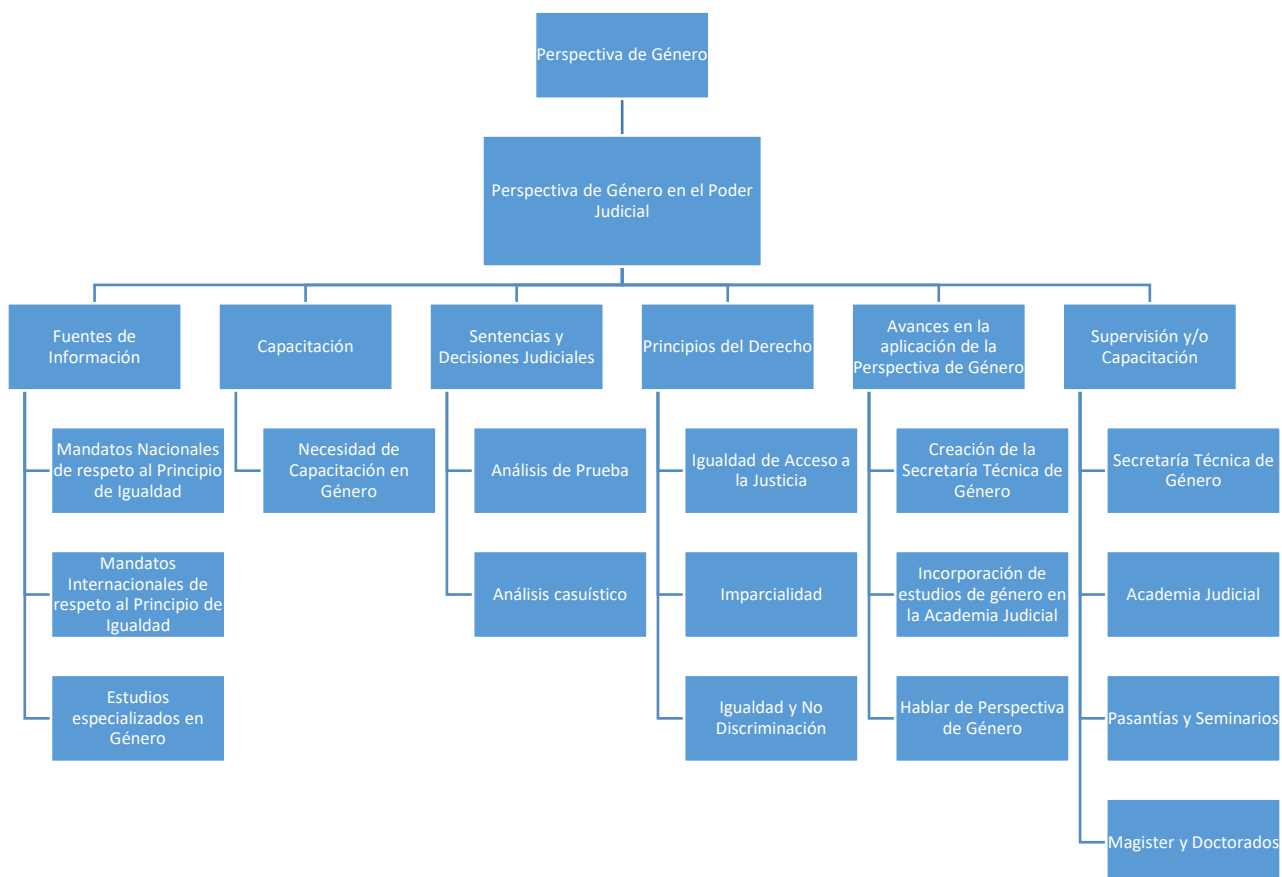 Perspectiva de Género
Perspectiva de Género en el Poder
Judicial
Fuentes de
Información
Mandatos Nacionales
de respeto al Principio
de Igualdad
Mandatos
Internacionales de
respeto al Principio de
Igualdad
Estudios
especializados en
Género
Capacitación
Necesidad de
Capacitación en
Género
Sentencias y
Decisiones Judiciales
Análisis de Prueba
Análisis casuístico
Principios del Derecho
Igualdad de Acceso a
la Justicia
Imparcialidad
Igualdad y No
Discriminación
Avances en la
aplicación de la
Perspectiva de Género
Creación de la
Secretaría Técnica de
Género
Incorporación de
estudios de género en
la Academia Judicial
Hablar de Perspectiva
de Género
Supervisión y/o
Capacitación
Secretaría Técnica de
Género
Academia Judicial
Pasantías y Seminarios
Magister y Doctorados